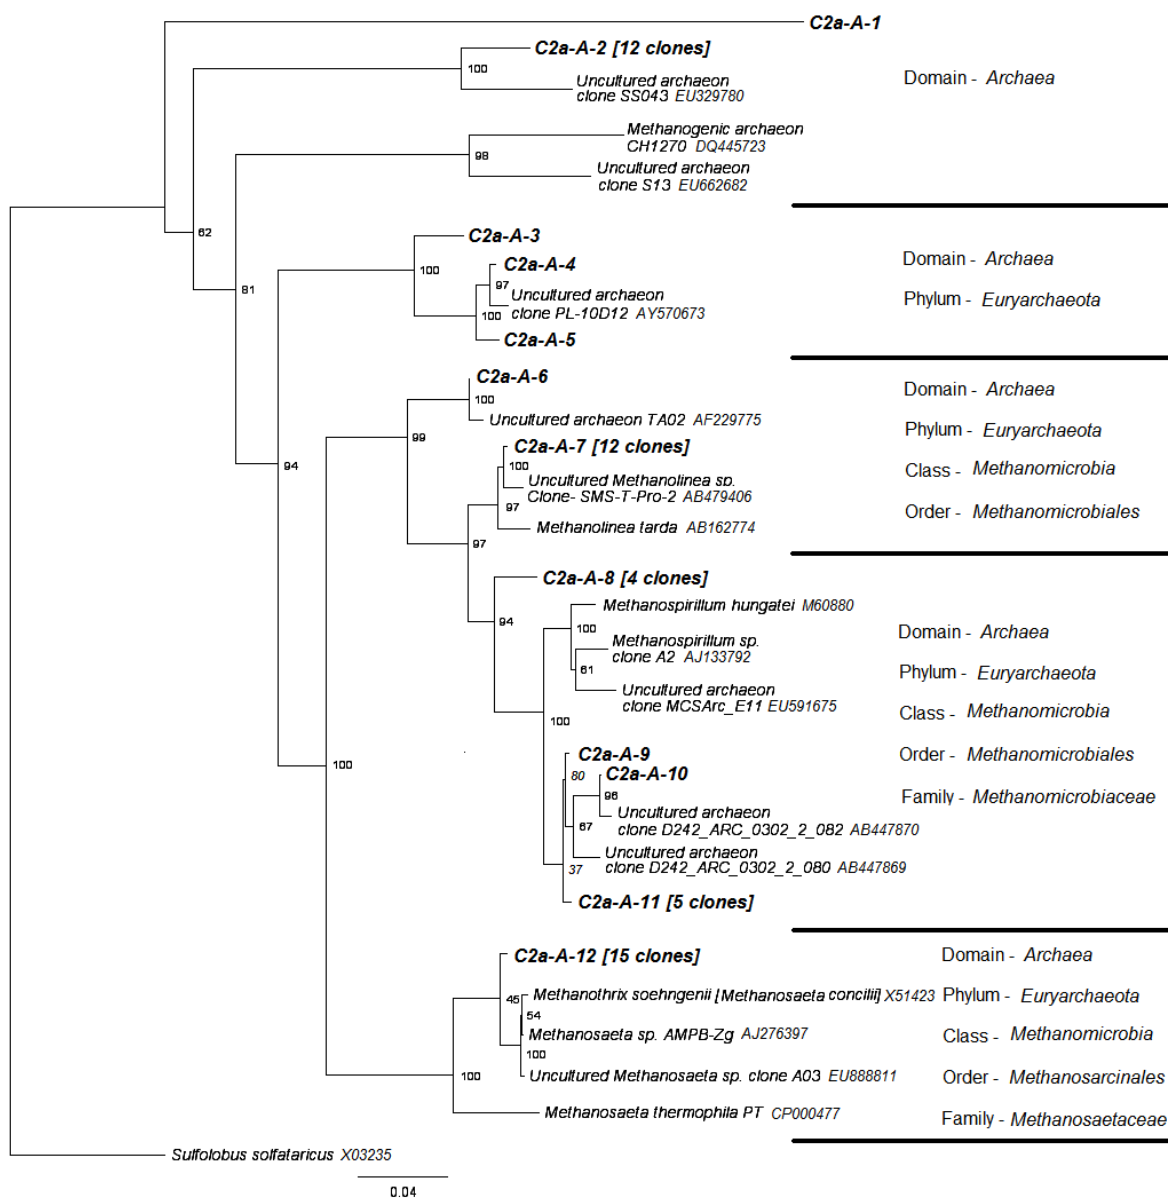 C2a-A-1
C2a-A-2 [12 clones]
100
Uncultured archaeon
clone SS043 EU329780
Domain - Archaea
Methanogenic archaeon
CH1270 DQ445723
98
Uncultured archaeon
clone S13 EU662682
62
C2a-A-3
C2a-A-4
Domain - Archaea
100
97
Uncultured archaeon
clone PL-10D12 AY570673
Phylum - Euryarchaeota
81
100
C2a-A-5
C2a-A-6
Domain - Archaea
100
Uncultured archaeon TA02 AF229775
Phylum - Euryarchaeota
99
C2a-A-7 [12 clones]
94
100
Class - Methanomicrobia
Uncultured Methanolinea sp.
Clone- SMS-T-Pro-2 AB479406
97
Order - Methanomicrobiales
Methanolinea tarda AB162774
97
C2a-A-8 [4 clones]
Methanospirillum hungatei M60880
94
100
Domain - Archaea
Methanospirillum sp.
clone A2 AJ133792
61
Phylum - Euryarchaeota
Uncultured archaeon
clone MCSArc_E11 EU591675
Class - Methanomicrobia
100
C2a-A-9
Order - Methanomicrobiales
100
80
C2a-A-10
96
Family - Methanomicrobiaceae
Uncultured archaeon
clone D242_ARC_0302_2_082 AB447870
67
Uncultured archaeon
clone D242_ARC_0302_2_080 AB447869
37
C2a-A-11 [5 clones]
C2a-A-12 [15 clones]
Domain - Archaea
45
Methanothrix soehngenii [Methanosaeta concilii] X51423
Phylum - Euryarchaeota
54
Methanosaeta sp. AMPB-Zg AJ276397
Class - Methanomicrobia
100
100
Uncultured Methanosaeta sp. clone A03 EU888811
Order - Methanosarcinales
Methanosaeta thermophila PT CP000477
Family - Methanosaetaceae
Sulfolobus solfataricus X03235
0.04